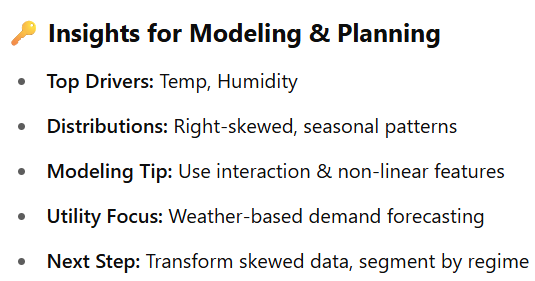 🔑 Insights for Modeling & Planning
• Top Drivers: Temp, Humidity
• Distributions: Right-skewed, seasonal patterns
• Modeling Tip: Use interaction & non-linear features
• Utility Focus: Weather-based demand forecasting
• Next Step: Transform skewed data, segment by regime